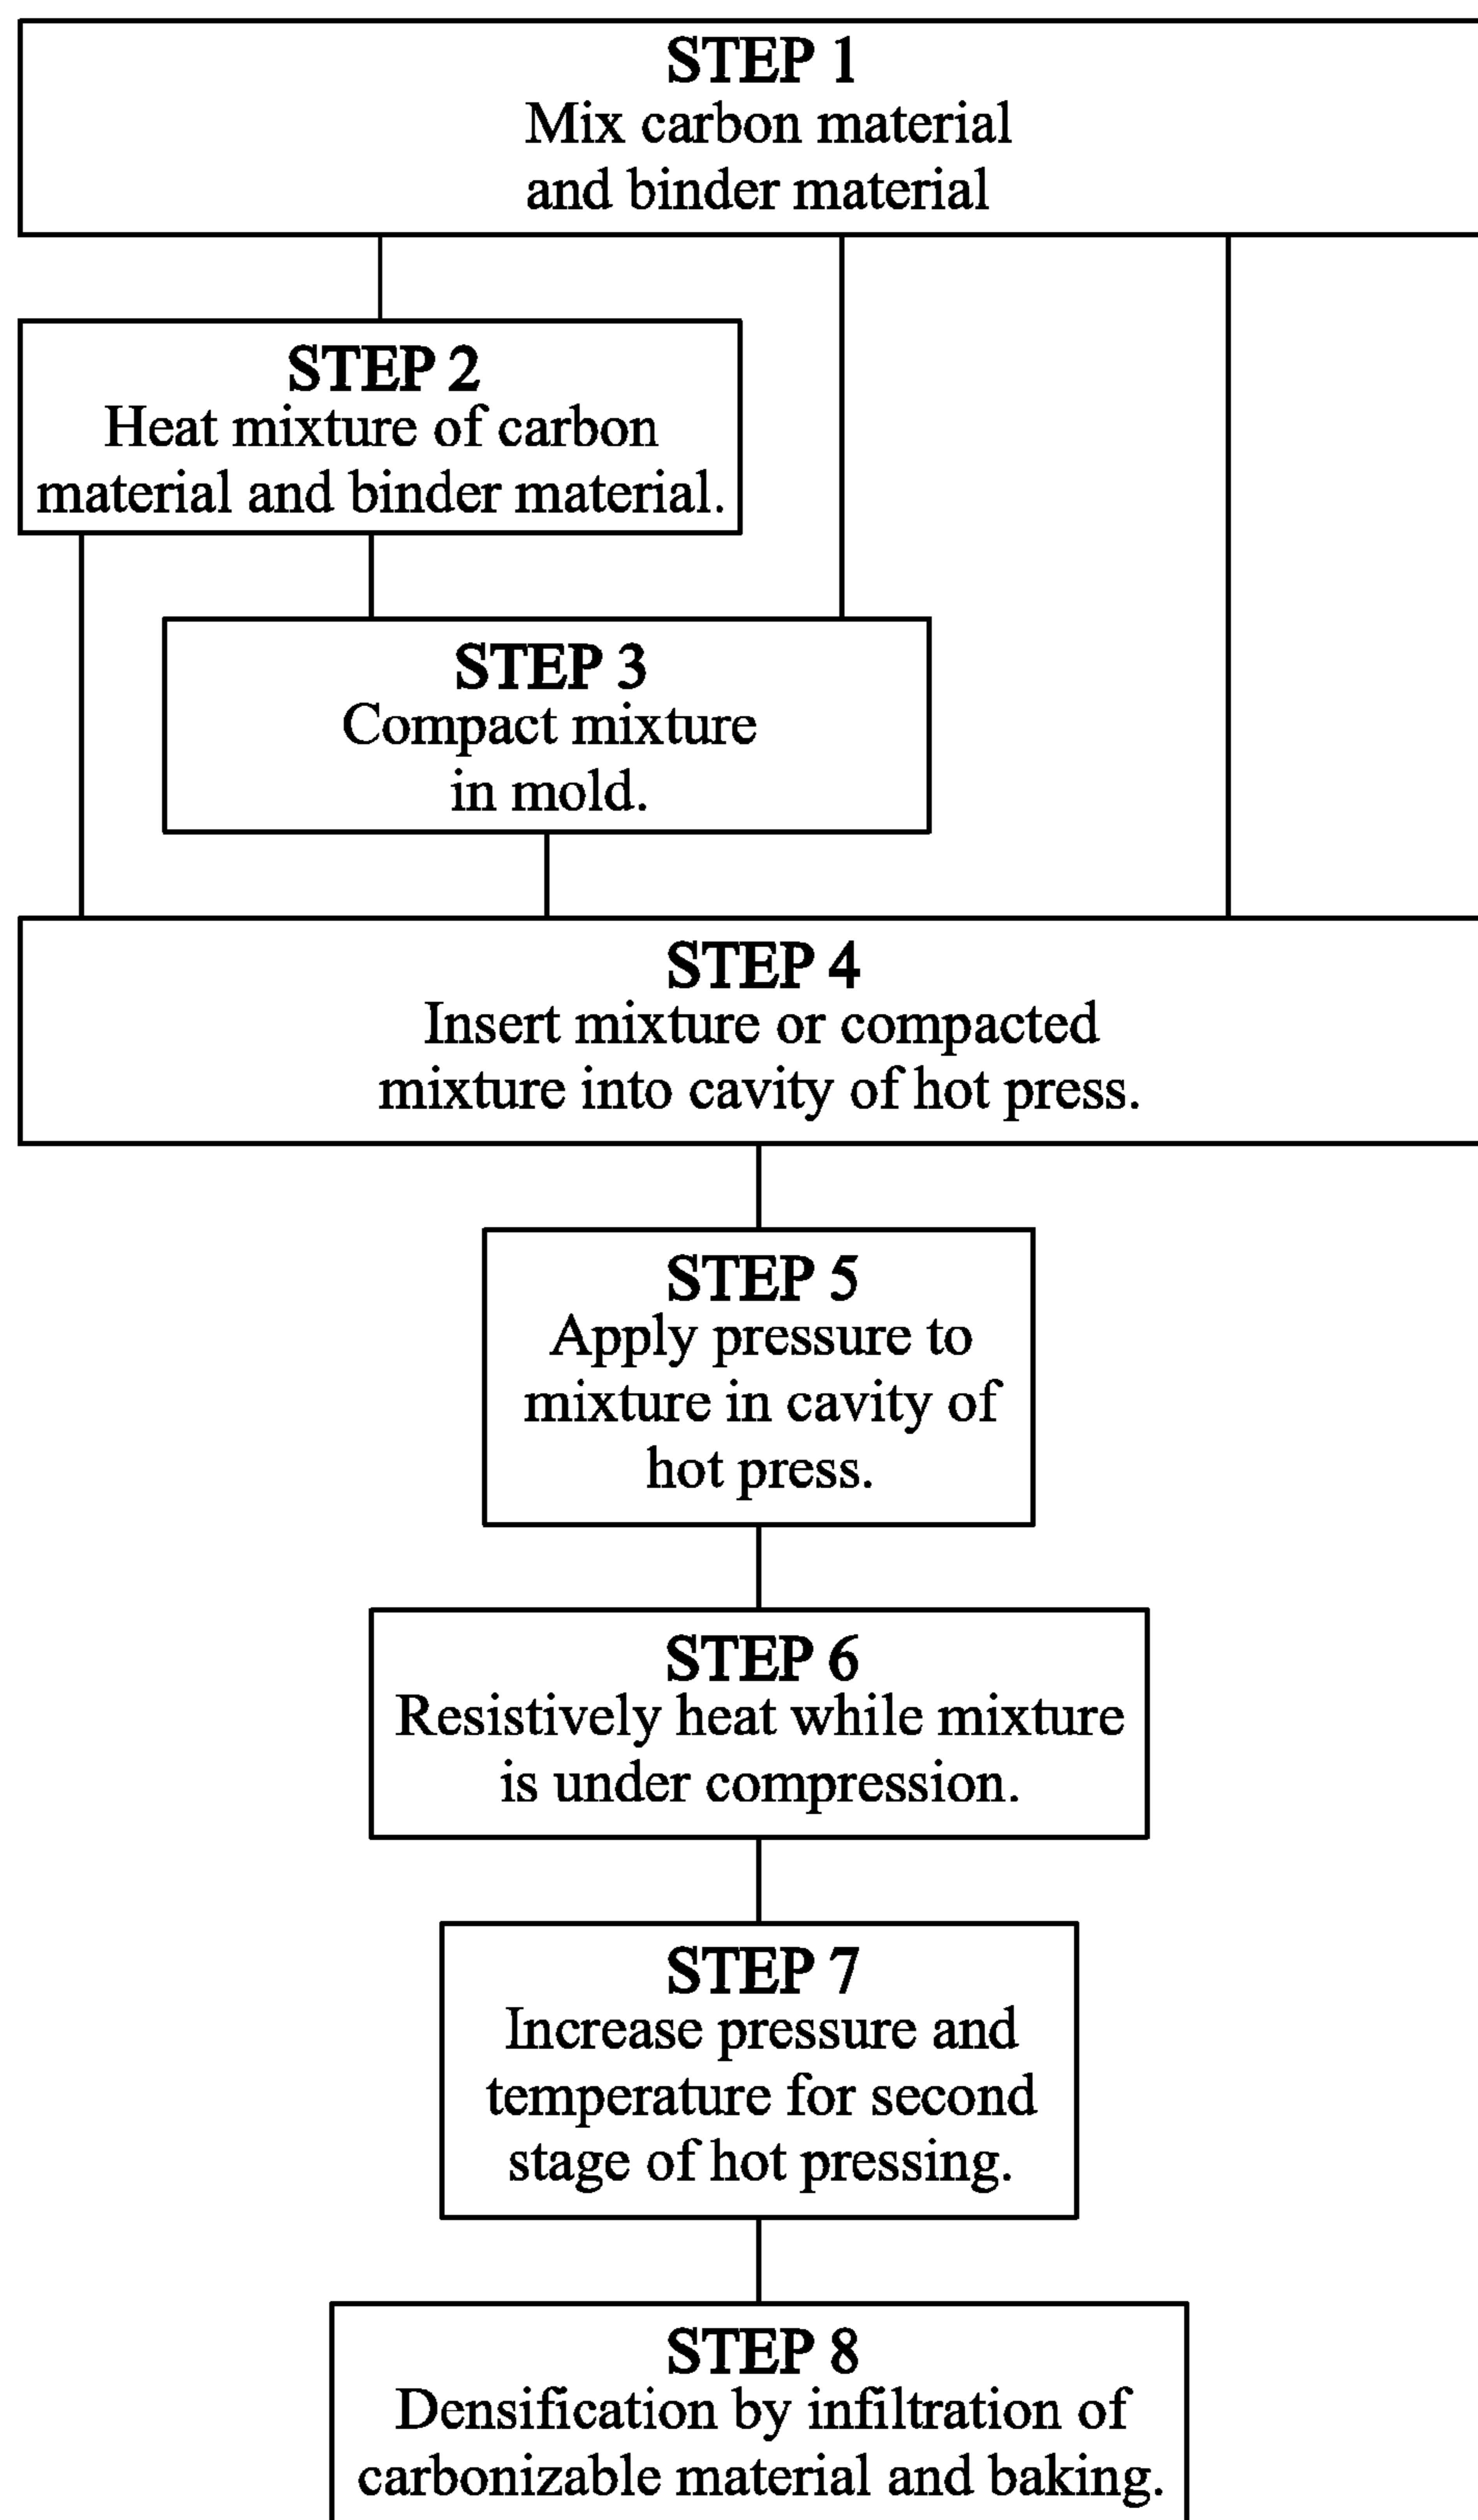 STEP 1
Mix carbon material
and binder material
STEP 2
Heat mixture of carbon
material and binder material.
STEP 3
Compact mixture
in mold.
STEP 4
Insert mixture or compacted
mixture into cavity of hot press.
STEP 5
Apply pressure to
mixture in cavity of
hot press.
STEP 6
Resistively heat while mixture
is under compression.
STEP 7
Increase pressure and
temperature for second
stage of hot pressing.
STEP 8
Densification by infiltration of
carbonizable material and baking.